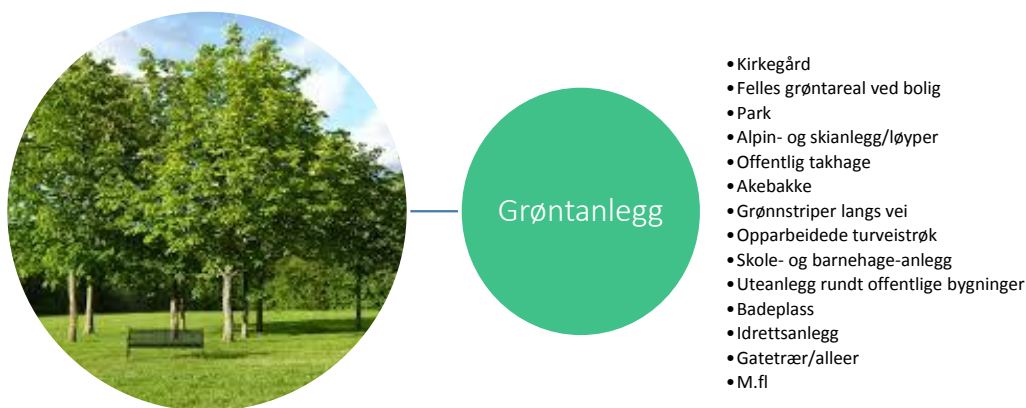 Grøntanlegg
•Kirkegård
•Felles grøntareal ved bolig
•Park
•Alpin- og skianlegg/løyper
•Offentlig takhage
•Akebakke
•Grønnstriper langs vei
•Opparbeidede turveistrøk
•Skole- og barnehage-anlegg
•Uteanlegg rundt offentlige bygninger
•Badeplass
•Idrettsanlegg
•Gatetrær/alleer
•M.fl